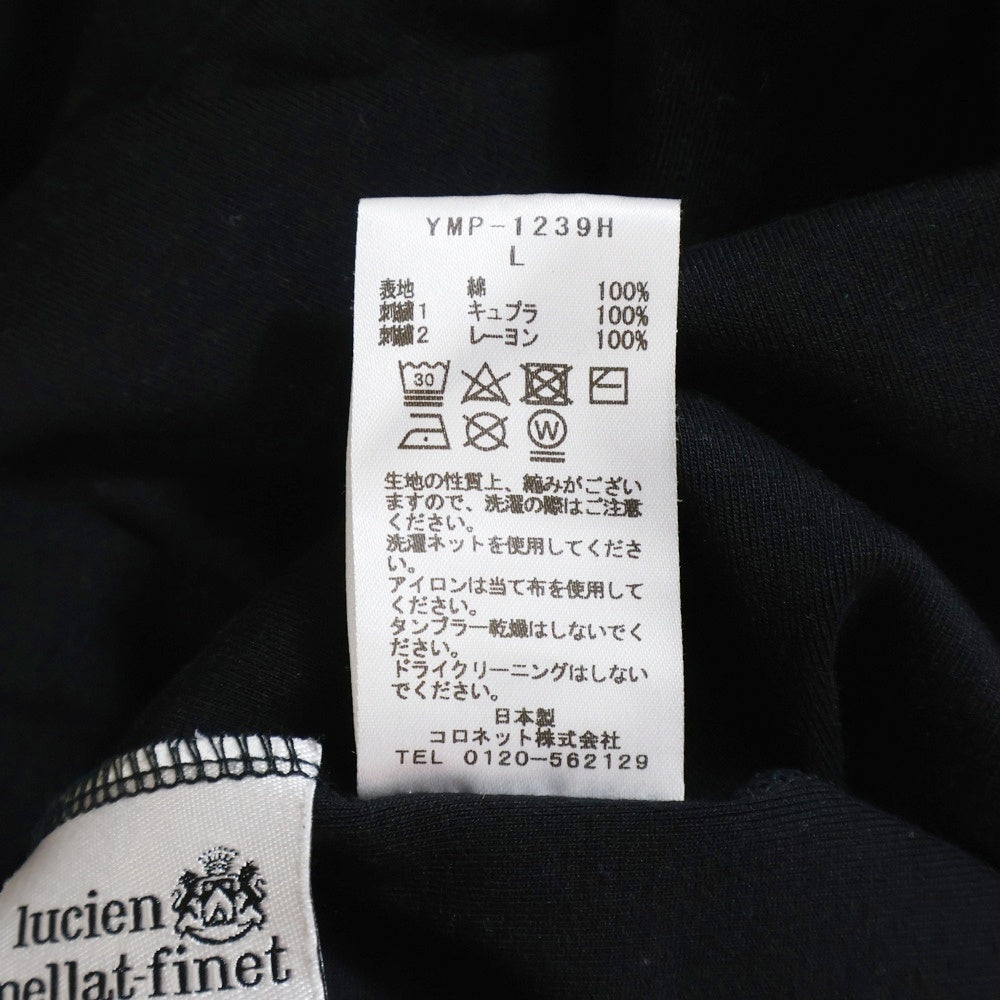 YMP-1239H
L
表地 綿 100%
刺繍1 キュプラ 100%
刺繍2 レーヨン 100%
30
W
生地の性質上、縮みがござい
ますので、洗濯の際はご注意
ください。
洗濯ネットを使用してくださ
い。
アイロンは当て布を使用して
ください。
タンブラー乾燥はしないでく
ださい。
ドライクリーニングはしない
でください。
日本製
コロネット株式会社
TEL 0120-562129
lucien
pellat-finet